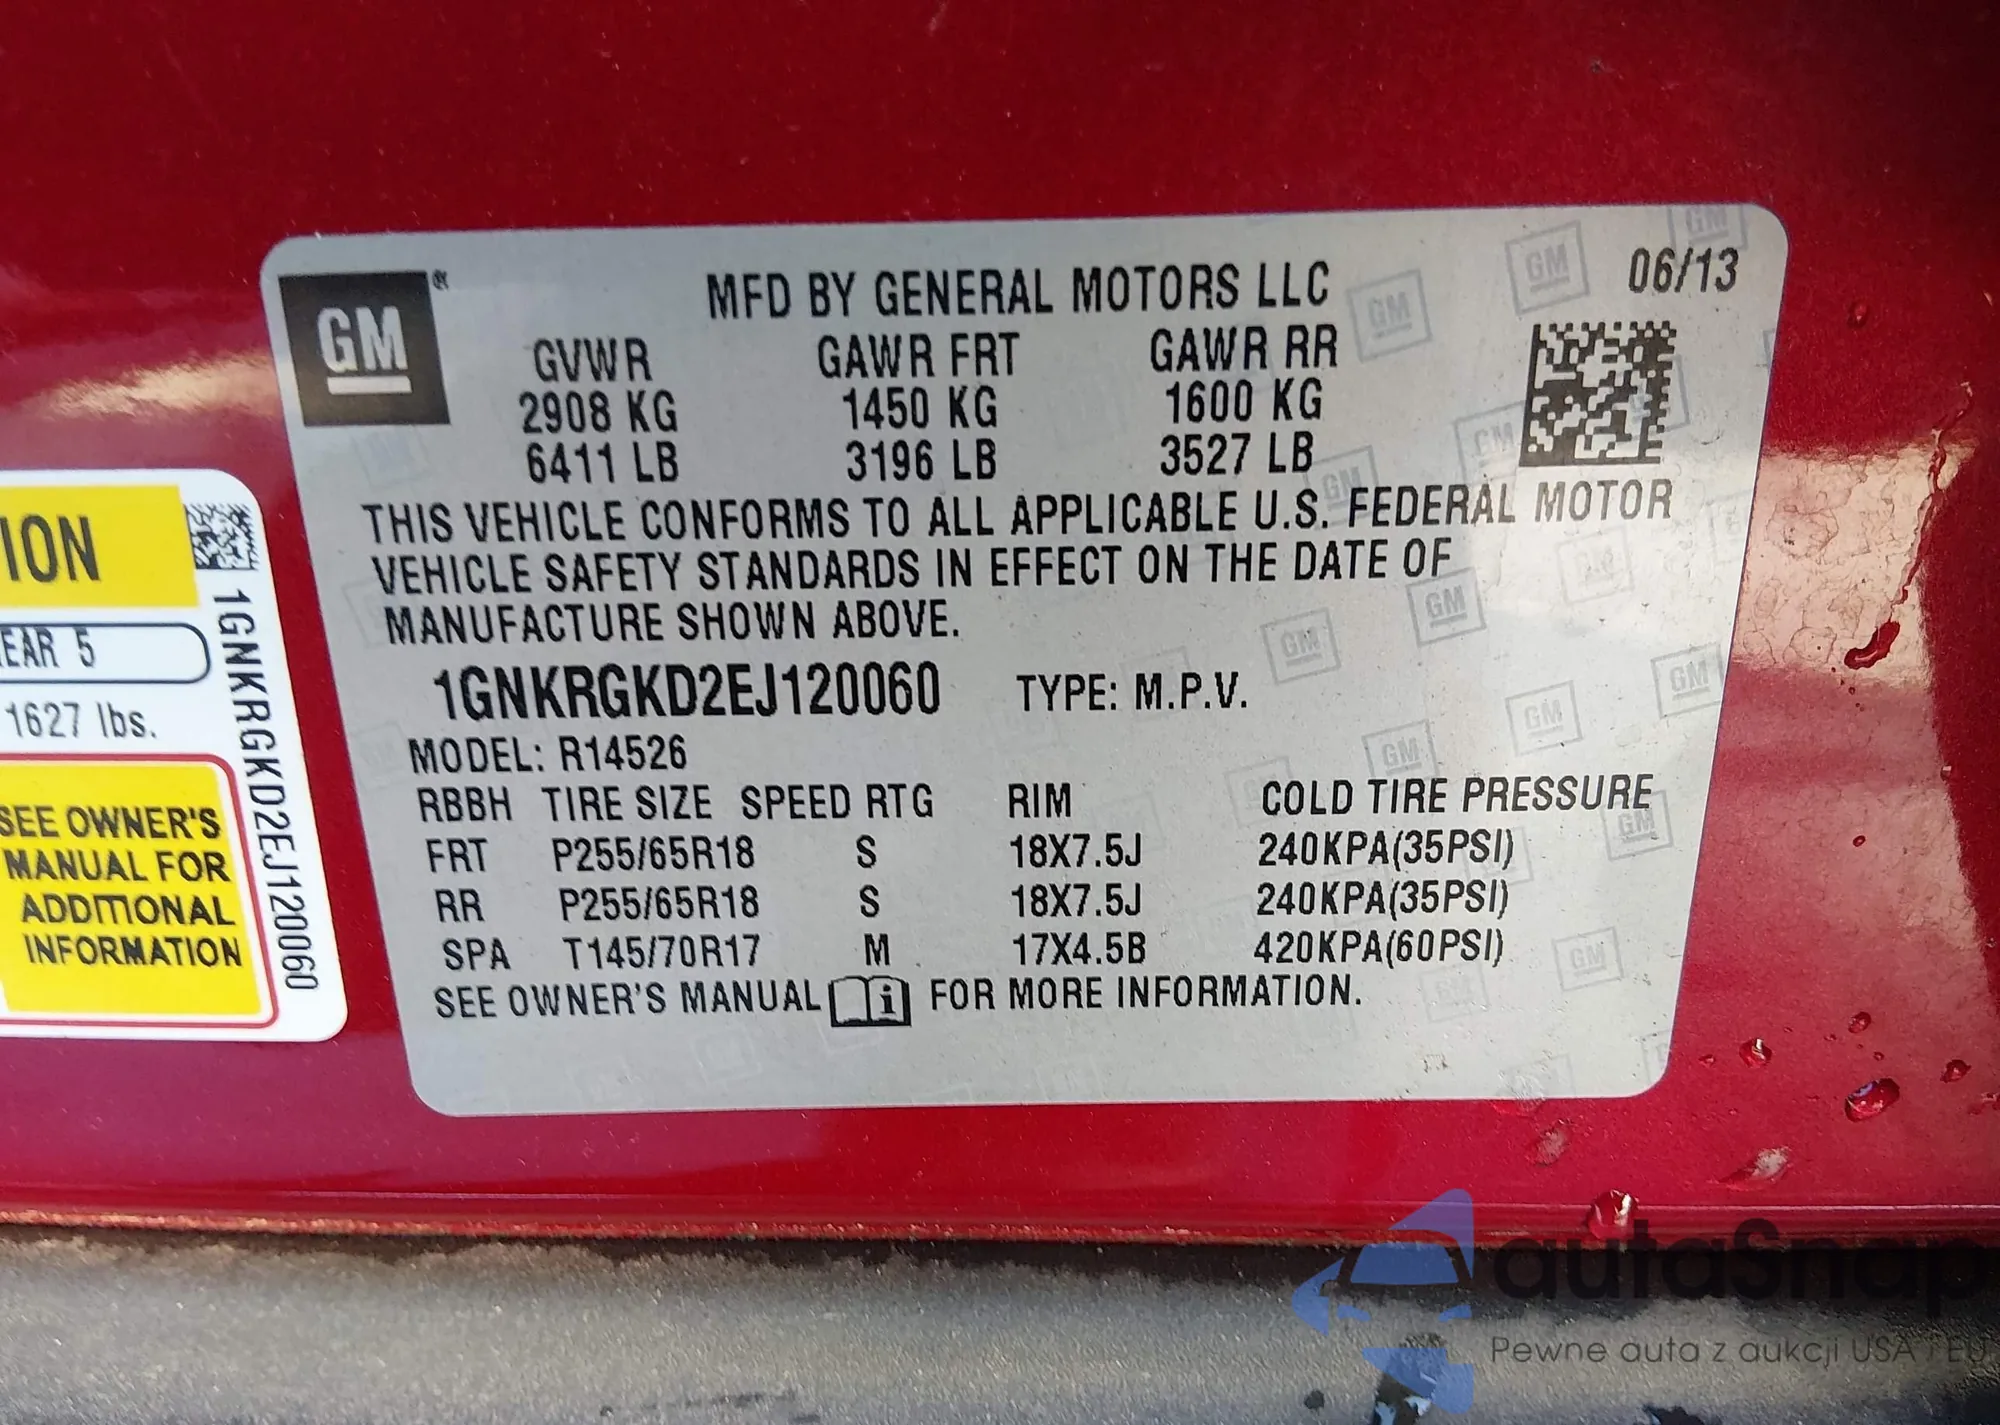 GM ®
MFD BY GENERAL MOTORS LLC
06/13
GVWR GAWR FRT GAWR RR
2908 KG 1450 KG 1600 KG
6411 LB 3196 LB 3527 LB
THIS VEHICLE CONFORMS TO ALL APPLICABLE U.S. FEDERAL MOTOR
VEHICLE SAFETY STANDARDS IN EFFECT ON THE DATE OF
MANUFACTURE SHOWN ABOVE.
1GNKRGKD2EJ120060 TYPE: M.P.V.
MODEL: R14526
RBBH TIRE SIZE SPEED RTG RIM COLD TIRE PRESSURE
FRT P255/65R18 S 18X7.5J 240KPA(35PSI)
RR P255/65R18 S 18X7.5J 240KPA(35PSI)
SPA T145/70R17 M 17X4.5B 420KPA(60PSI)
SEE OWNER'S MANUAL i FOR MORE INFORMATION.
ION
EAR 5
1627 lbs.
SEE OWNER'S
MANUAL FOR
ADDITIONAL
INFORMATION
1GNKRGKD2EJ120060
autaSnap
Pewne auta z aukcji USA i EU